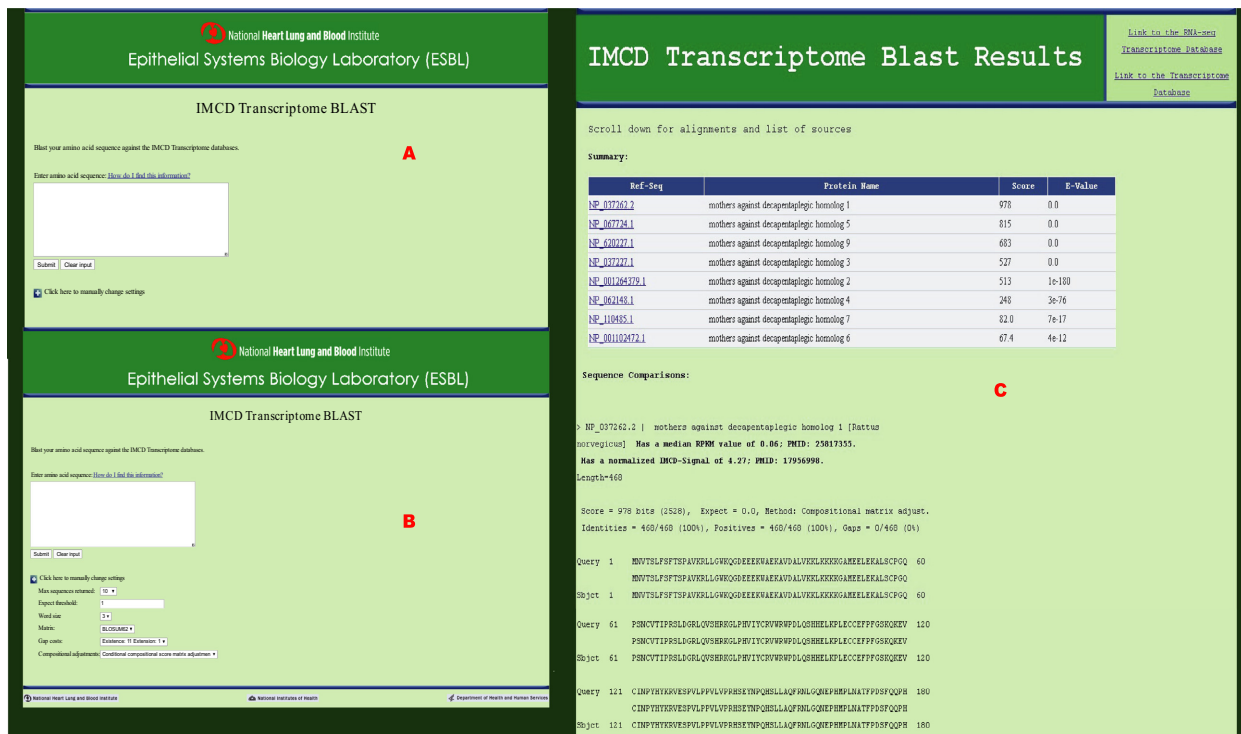 National Heart Lung and Blood Institute
Epithelial Systems Biology Laboratory (ESBL)
IMCD Transcriptome BLAST
Blast your amino acid sequence against the IMCD Transcriptome databases.
A
Enter amino acid sequence: How do I find this information?
Submit Clear input
Click here to manually change settings
National Heart Lung and Blood Institute
Epithelial Systems Biology Laboratory (ESBL)
IMCD Transcriptome BLAST
Blast your amino acid sequence against the IMCD Transcriptome databases.
Enter amino acid sequence: How do I find this information?
B
Submit Clear input
Click here to manually change settings
Max sequences returned: 10
Expect threshold: 1
Word size 3
Matrix: BLOSUM62
Gap costs: Existence: 11 Extension: 1
Compositional adjustments: Conditional compositional score matrix adjustmen
National Heart Lung and Blood Institute National Institutes of Health Department of Health and Human Services
IMCD Transcriptome Blast Results
Link to the RNA-seq
Transcriptome Database
Link to the Transcriptome
Database
Scroll down for alignments and list of sources
Summary:
Ref-Seq Protein Name Score E-Value
NP_037262.2 mothers against decapentaplegic homolog 1 978 0.0
NP_067724.1 mothers against decapentaplegic homolog 5 815 0.0
NP_620227.1 mothers against decapentaplegic homolog 9 683 0.0
NP_037227.1 mothers against decapentaplegic homolog 3 527 0.0
NP_001264379.1 mothers against decapentaplegic homolog 2 513 1e-180
NP_062148.1 mothers against decapentaplegic homolog 4 248 3e-76
NP_110485.1 mothers against decapentaplegic homolog 7 82.0 7e-17
NP_001102472.1 mothers against decapentaplegic homolog 6 67.4 4e-12
Sequence Comparisons:
C
> NP_037262.2 | mothers against decapentaplegic homolog 1 [Rattus
norvegicus] Has a median RPKM value of 0.06; PMID: 25817355.
Has a normalized IMCD-Signal of 4.27; PMID: 17956998.
Length=468
Score = 978 bits (2528), Expect = 0.0, Method: Compositional matrix adjust.
Identities = 468/468 (100%), Positives = 468/468 (100%), Gaps = 0/468 (0%)
Query 1 MNVTSLFSFTSPAVKRLLGWKQGDEEEKWAEKAVDALVKKLKKKKGAMEELEKALSCPGQ 60
MNVTSLFSFTSPAVKRLLGWKQGDEEEKWAEKAVDALVKKLKKKKGAMEELEKALSCPGQ
Sbjct 1 MNVTSLFSFTSPAVKRLLGWKQGDEEEKWAEKAVDALVKKLKKKKGAMEELEKALSCPGQ 60
Query 61 PSNCVTIPRSLDGRLQVSHRKGLPHVIYCRVWRWPDLQSHHELKPLECCEFPFGSKQKEV 120
PSNCVTIPRSLDGRLQVSHRKGLPHVIYCRVWRWPDLQSHHELKPLECCEFPFGSKQKEV
Sbjct 61 PSNCVTIPRSLDGRLQVSHRKGLPHVIYCRVWRWPDLQSHHELKPLECCEFPFGSKQKEV 120
Query 121 CINPYHYKRVESPVLPPVLVPRHSEYNPQHSLLAQFRNLGQNEPHMPLNATFPDSFQQPH 180
CINPYHYKRVESPVLPPVLVPRHSEYNPQHSLLAQFRNLGQNEPHMPLNATFPDSFQQPH
Sbjct 121 CINPYHYKRVESPVLPPVLVPRHSEYNPQHSLLAQFRNLGQNEPHMPLNATFPDSFQQPH 180